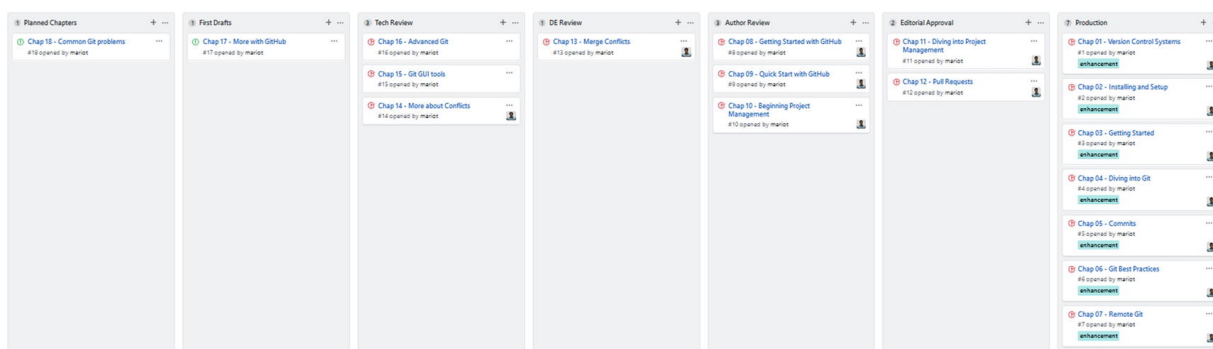 1 Planned Chapters + ...
Chap 18 - Common Git problems ...
#18 opened by mariot
1 First Drafts + ...
Chap 17 - More with GitHub ...
#17 opened by mariot
3 Tech Review + ...
Chap 16 - Advanced Git ...
#16 opened by mariot
Chap 15 - Git GUI tools ...
#15 opened by mariot
Chap 14 - More about Conflicts ...
#14 opened by mariot
1 DE Review + ...
Chap 13 - Merge Conflicts ...
#13 opened by mariot
3 Author Review + ...
Chap 08 - Getting Started with GitHub ...
#8 opened by mariot
Chap 09 - Quick Start with GitHub ...
#9 opened by mariot
Chap 10 - Beginning Project ...
Management
#10 opened by mariot
2 Editorial Approval + ...
Chap 11 - Diving into Project ...
Management
#11 opened by mariot
Chap 12 - Pull Requests ...
#12 opened by mariot
7 Production +
Chap 01 - Version Control Systems ...
#1 opened by mariot
enhancement
Chap 02 - Installing and Setup ...
#2 opened by mariot
enhancement
Chap 03 - Getting Started ...
#3 opened by mariot
enhancement
Chap 04 - Diving into Git ...
#4 opened by mariot
enhancement
Chap 05 - Commits ...
#5 opened by mariot
enhancement
Chap 06 - Git Best Practices ...
#6 opened by mariot
enhancement
Chap 07 - Remote Git ...
#7 opened by mariot
enhancement